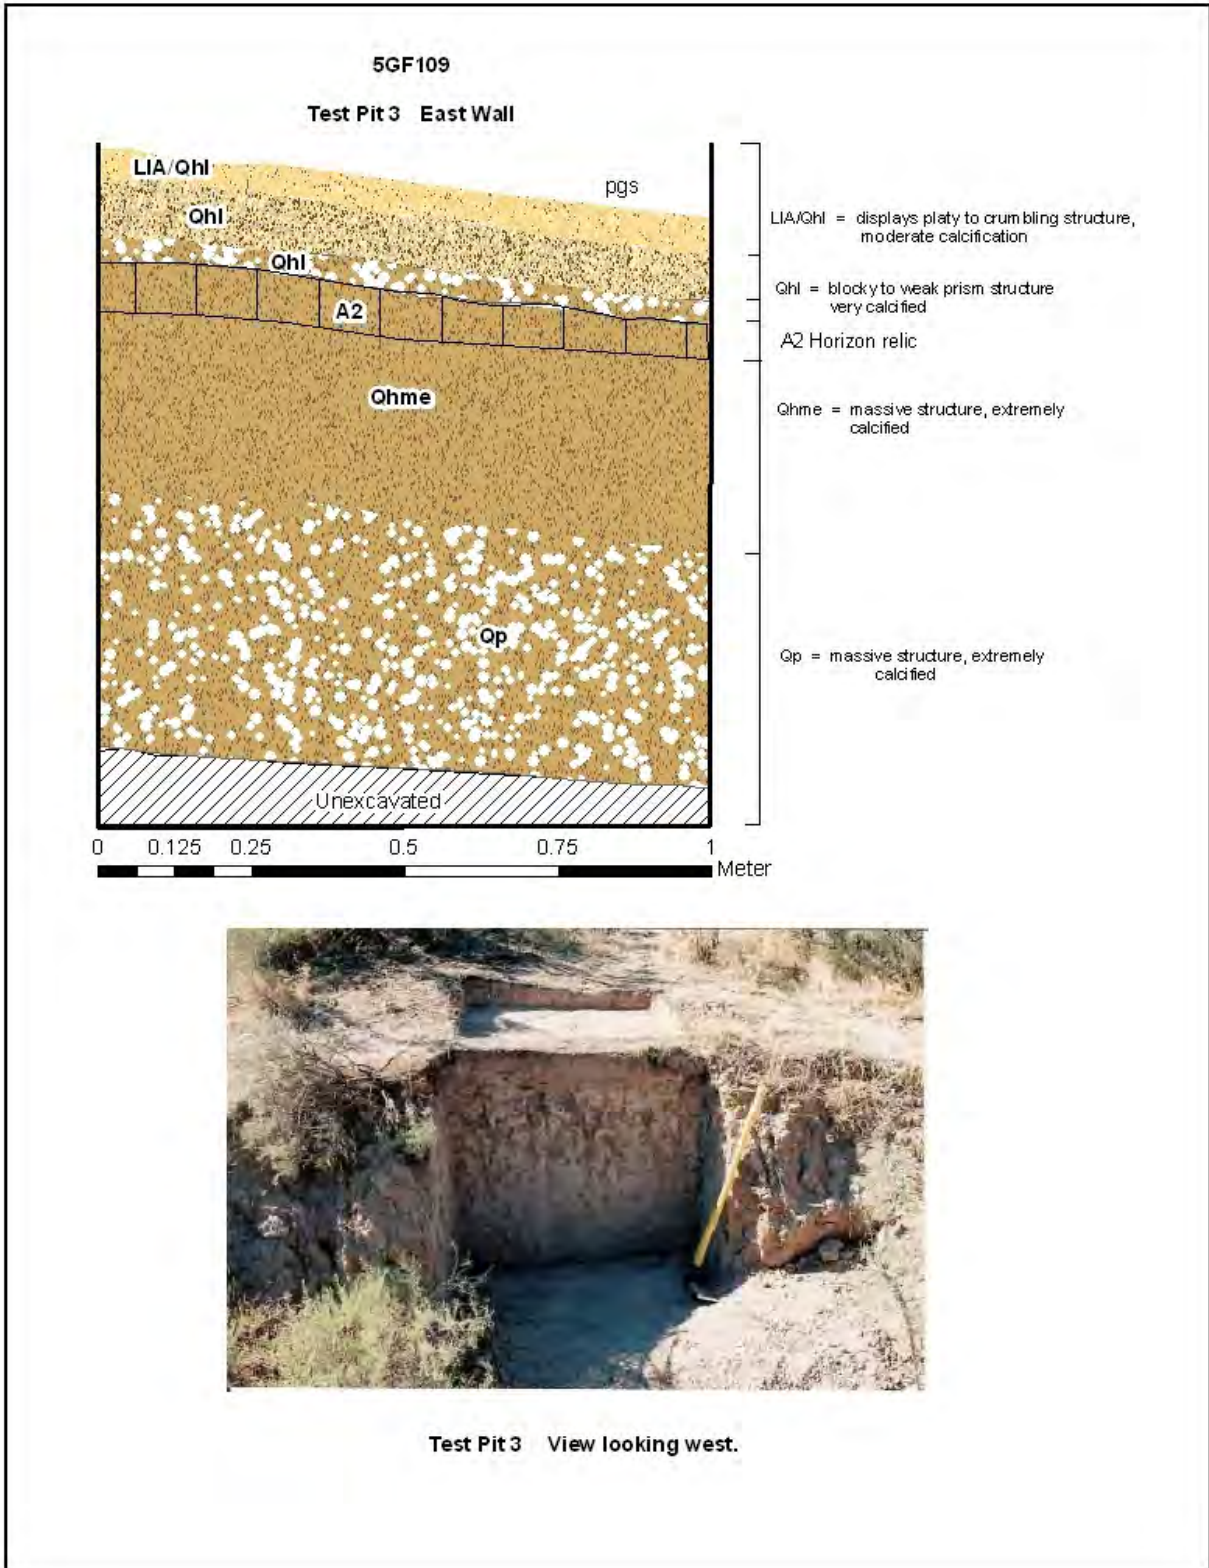 5GF109
Test Pit 3 East Wall
LIA/Qhl
pgs
Qhl
Qhl
A2
Qhme
Qp
Unexcavated
LIA/Qhl = displays platy to crumbling structure,
moderate calcification
Qhl = blocky to weak prism structure
very calcified
A2 Horizon relic
Qhme = massive structure, extremely
calcified
Qp = massive structure, extremely
calcified
0 0.125 0.25 0.5 0.75 1
Meter
Test Pit 3 View looking west.